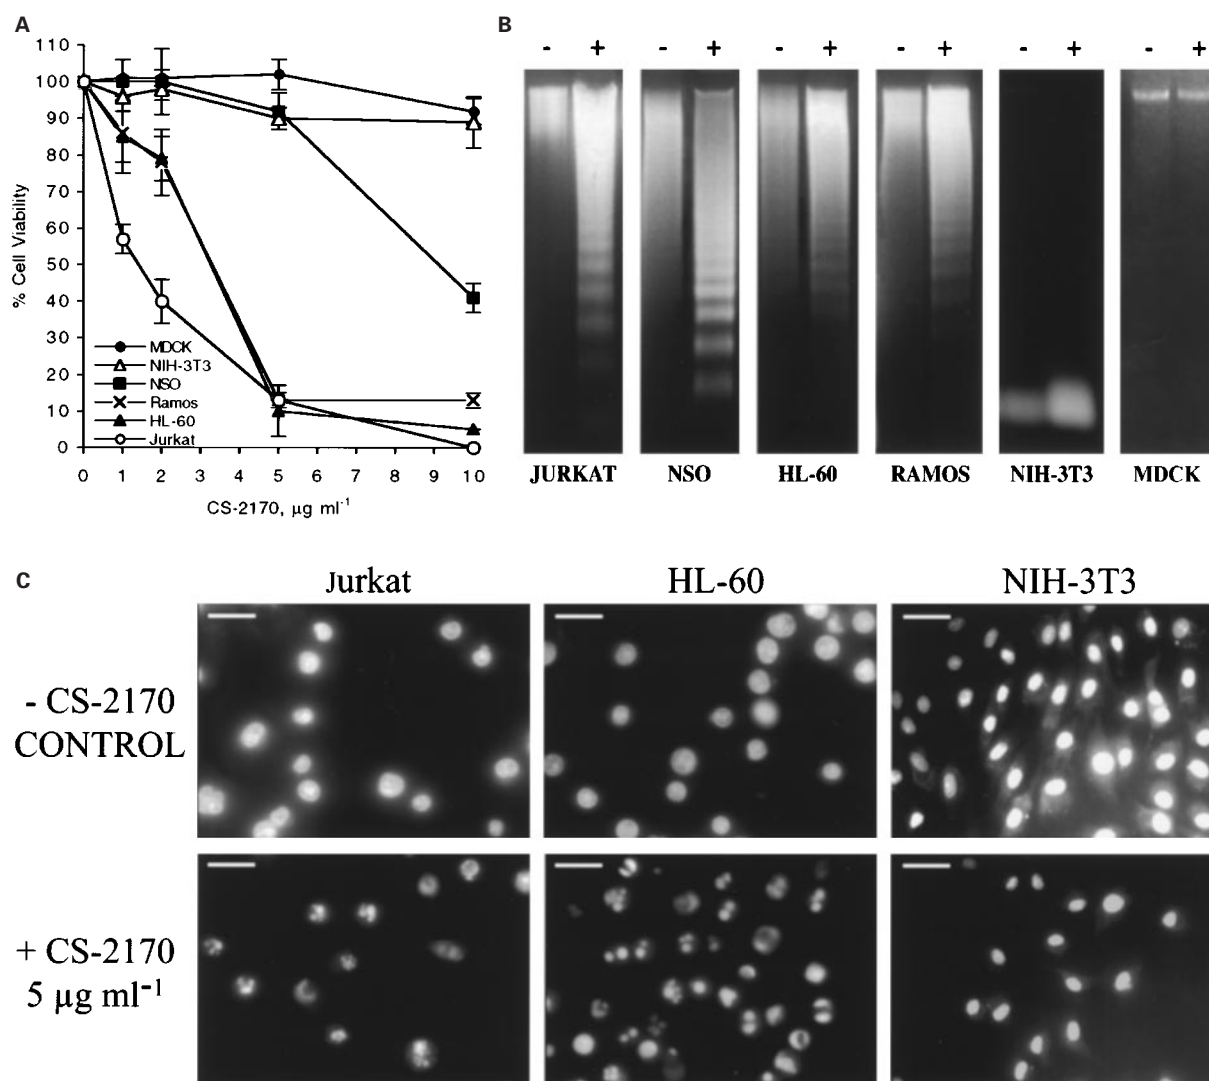 A
110
100
90
80
70
60
50
40
30
20
10
0
% Cell Viability
MDCK
NIH-3T3
NSO
Ramos
HL-60
Jurkat
0 1 2 3 4 5 6 7 8 9 10
CS-2170, µg ml⁻¹
B
- + - + - + - + - + - +
JURKAT NSO HL-60 RAMOS NIH-3T3 MDCK
C
Jurkat HL-60 NIH-3T3
- CS-2170
CONTROL
+ CS-2170
5 µg ml⁻¹